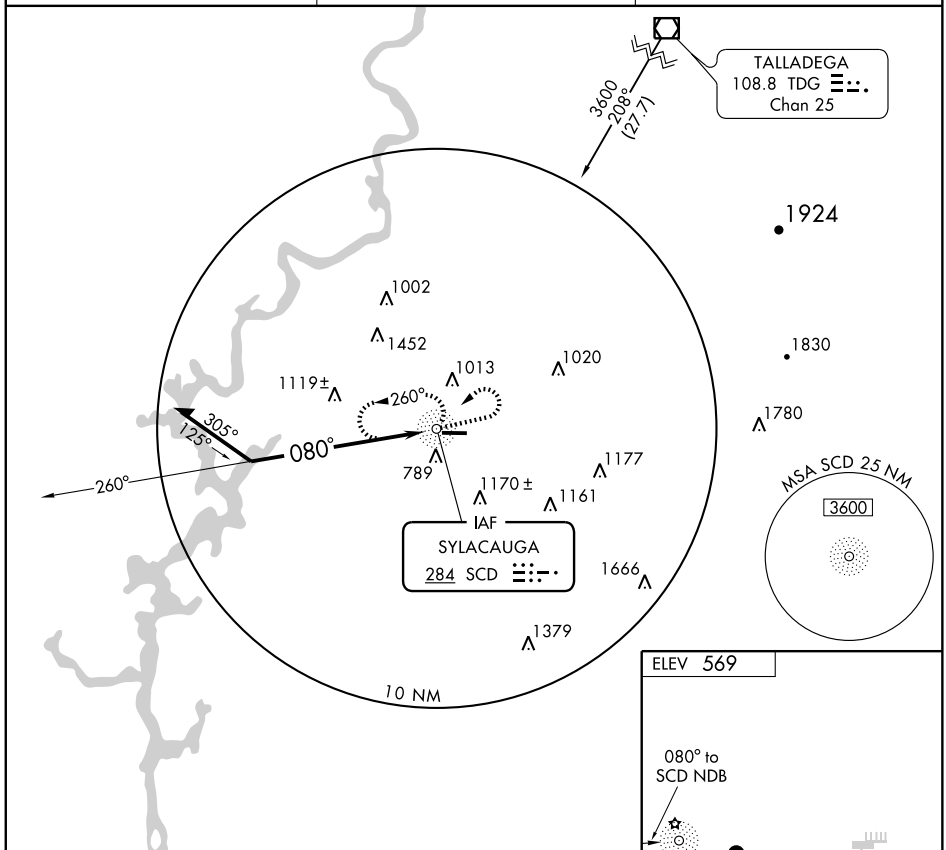 TALLADEGA
108.8 TDG
Chan 25
3600
208°
(27.7)
1924
1002
1452
1830
1013
1020
1119±
260°
1780
305°
125°
080°
789
1177
260°
1170±
1161
MSA SCD 25 NM
3600
IAF
SYLACAUGA
284 SCD
1666
1379
10 NM
ELEV 569
080° to
SCD NDB